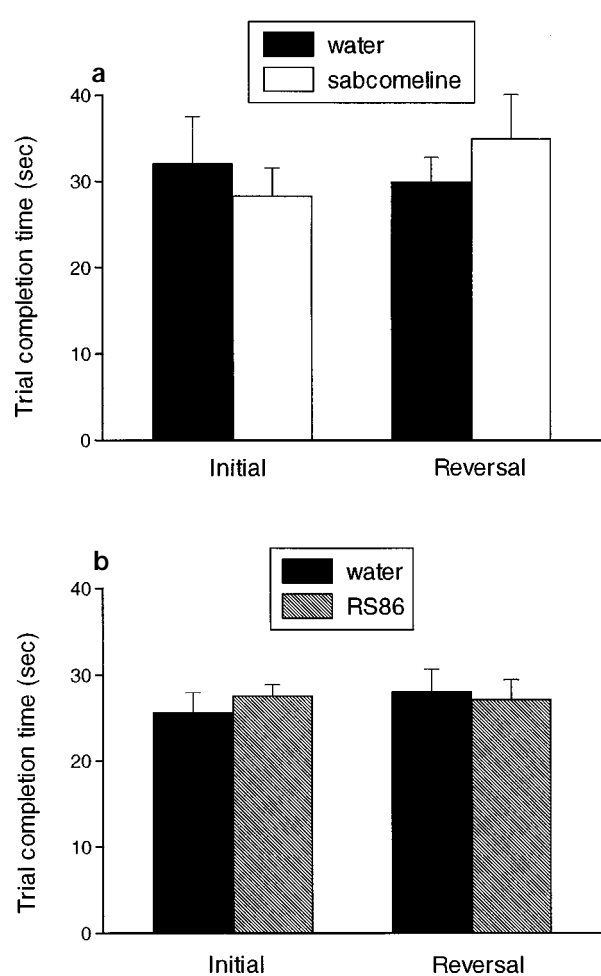 a
water
sabcomeline
Trial completion time (sec)
40
30
20
10
0
Initial Reversal
b
water
RS86
Trial completion time (sec)
40
30
20
10
0
Initial Reversal